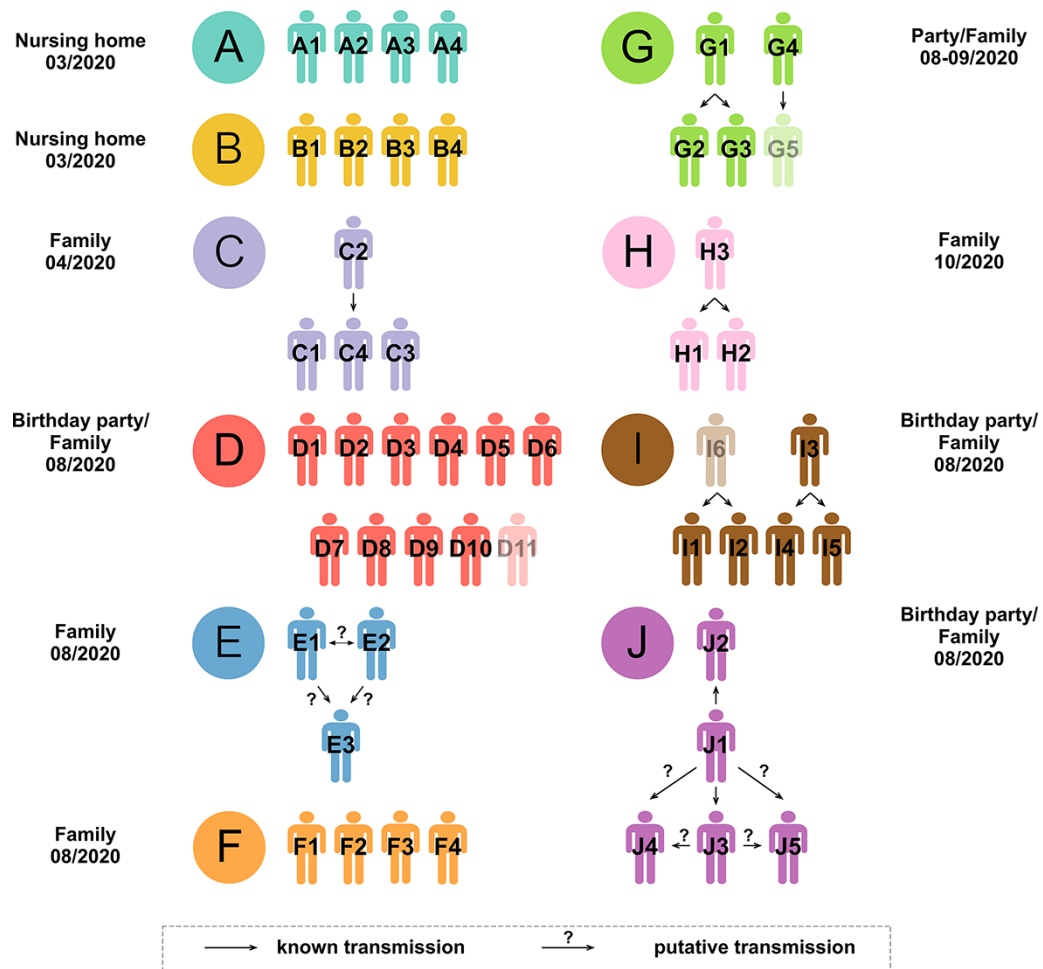 Nursing home
03/2020
A
A1 A2 A3 A4
G
G1 G4
Party/Family
08-09/2020
Nursing home
03/2020
B
B1 B2 B3 B4
G2 G3 G5
Family
04/2020
C
C2
H
H3
Family
10/2020
C1 C4 C3
H1 H2
Birthday party/
Family
08/2020
D
D1 D2 D3 D4 D5 D6
I
I6 I3
Birthday party/
Family
08/2020
D7 D8 D9 D10 D11
I1 I2 I4 I5
Family
08/2020
E
E1 ? E2
? ?
E3
J
J2
Birthday party/
Family
08/2020
J1
? ?
Family
08/2020
F
F1 F2 F3 F4
J4 ? J3 ? J5
known transmission
? putative transmission